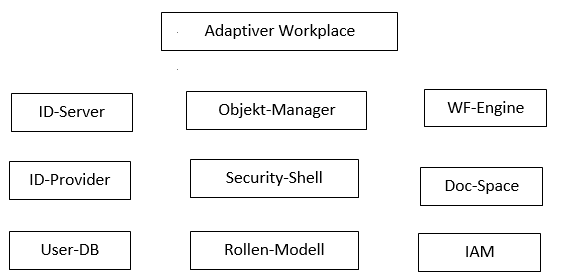 Adaptiver Workplace
ID-Server
Objekt-Manager
WF-Engine
ID-Provider
Security-Shell
Doc-Space
User-DB
Rollen-Modell
IAM